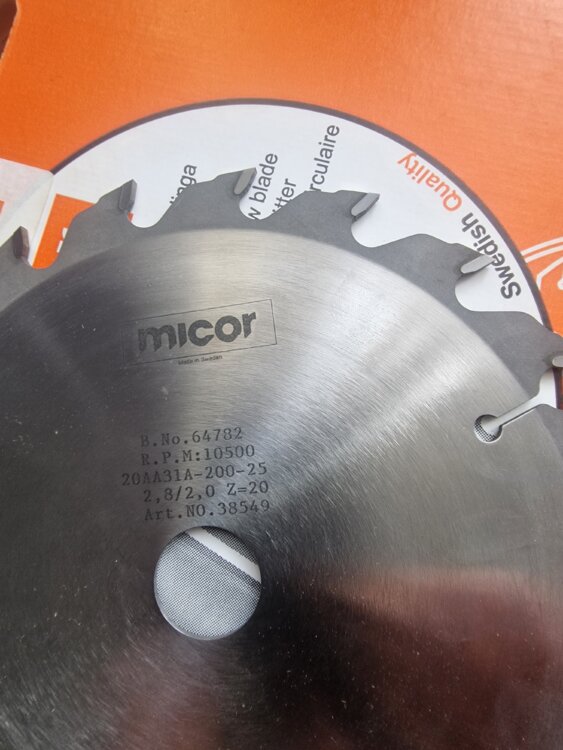 w blade
tter
rculaire
Swedish Quality
micor
Made in Sweden
B.No.64782
R.P.M:10500
20AA31A-200-25
2,8/2,0 Z=20
Art.NO.38549